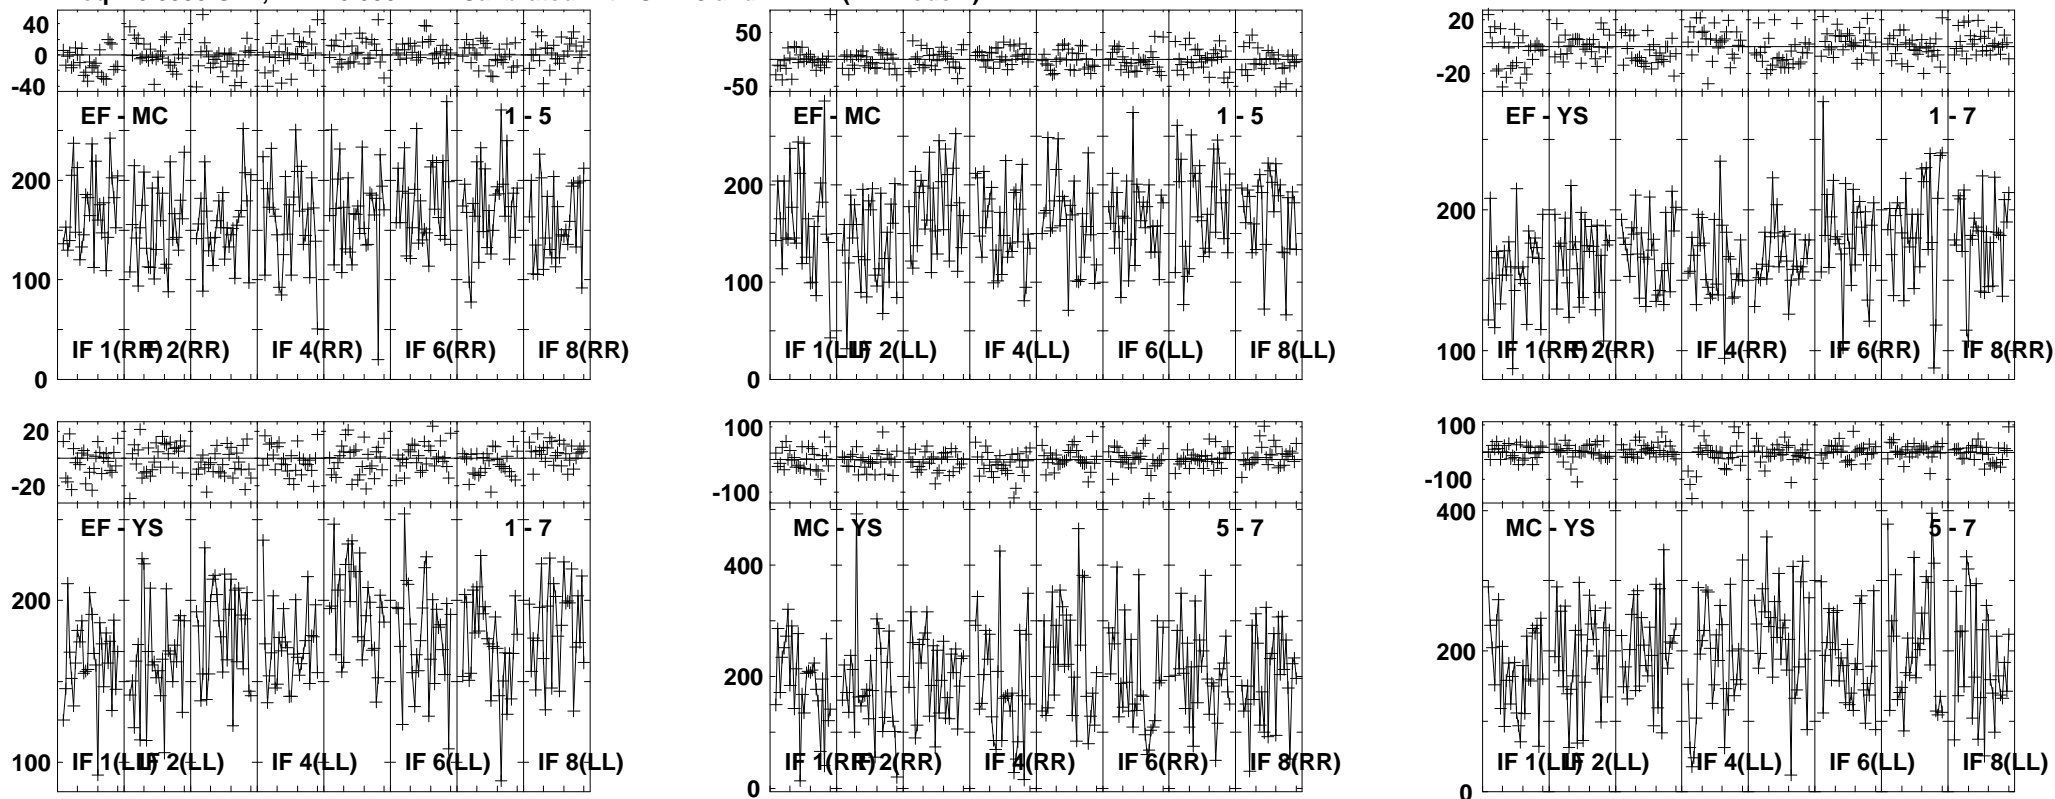 40
0
-40
EF - MC 1 - 5
200
100
0
IF 1(RR) IF 2(RR) IF 4(RR) IF 6(RR) IF 8(RR)
50
-50
EF - MC 1 - 5
300
200
100
0
IF 1(LL) IF 2(LL) IF 4(LL) IF 6(LL) IF 8(LL)
20
-20
EF - YS 1 - 7
200
100
IF 1(RR) IF 2(RR) IF 4(RR) IF 6(RR) IF 8(RR)
20
-20
EF - YS 1 - 7
200
100
IF 1(LL) IF 2(LL) IF 4(LL) IF 6(LL) IF 8(LL)
100
-100
MC - YS 5 - 7
400
200
0
IF 1(RR) IF 2(RR) IF 4(RR) IF 6(RR) IF 8(RR)
100
-100
MC - YS 5 - 7
400
200
0
IF 1(LL) IF 2(LL) IF 4(LL) IF 6(LL) IF 8(LL)